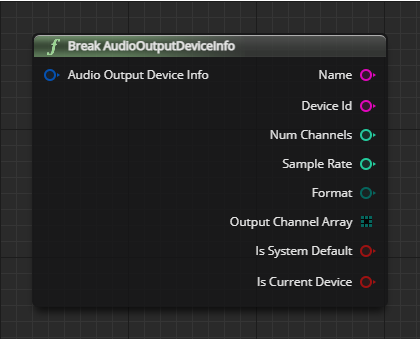 f Break AudioOutputDeviceInfo
Audio Output Device Info
Name
Device Id
Num Channels
Sample Rate
Format
Output Channel Array
Is System Default
Is Current Device